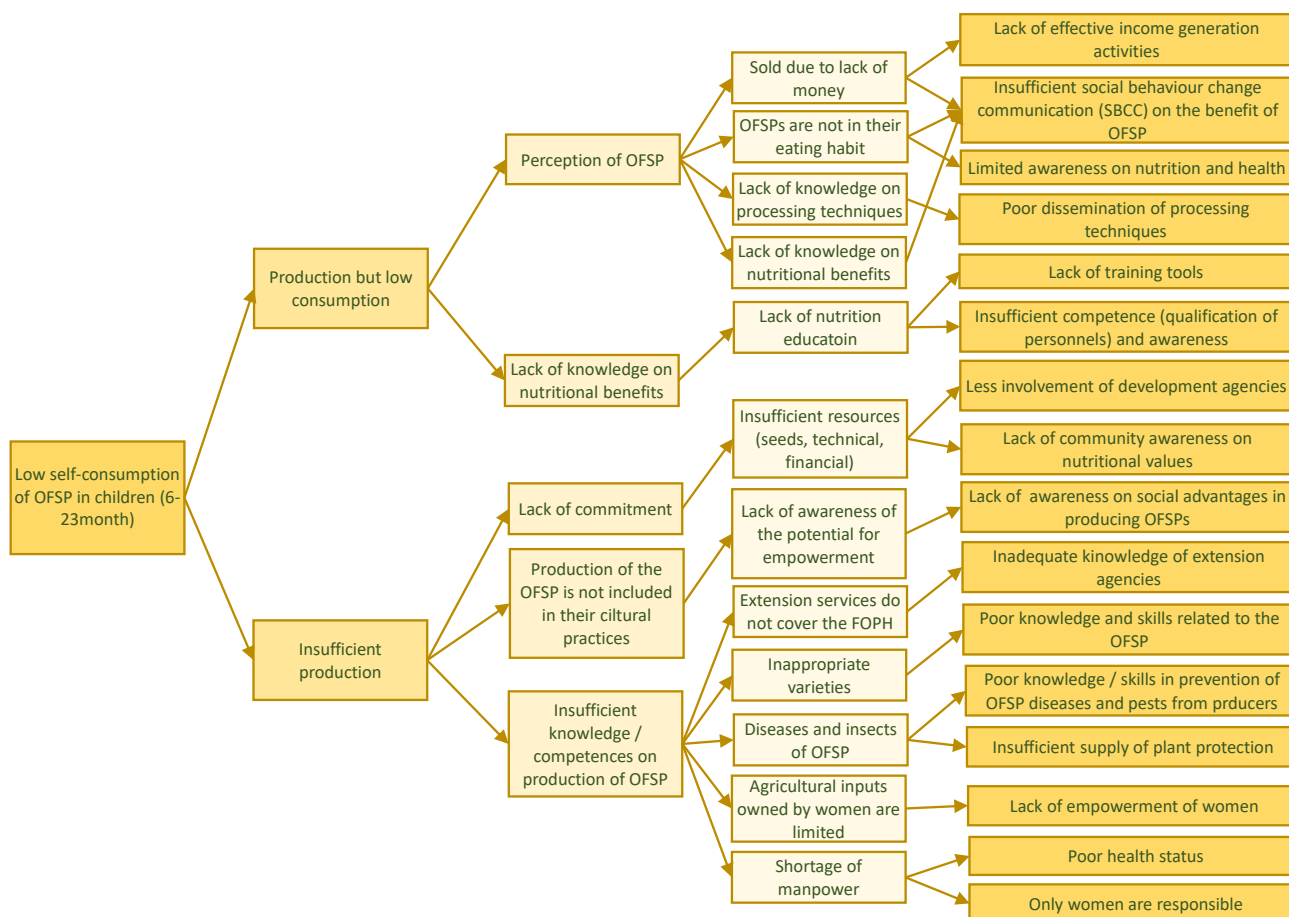 Low self-consumption
of OFSP in children (6-
23month)
Production but low
consumption
Insufficient
production
Perception of OFSP
Lack of knowledge on
nutritional benefits
Lack of commitment
Production of the
OFSP is not included
in their ciltural
practices
Insufficient
knowledge /
competences on
production of OFSP
Sold due to lack of
money
OFSPs are not in their
eating habit
Lack of knowledge on
processing techniques
Lack of knowledge on
nutritional benefits
Lack of nutrition
educatoin
Insufficient resources
(seeds, technical,
financial)
Lack of awareness of
the potential for
empowerment
Extension services do
not cover the FOPH
Inappropriate
varieties
Diseases and insects
of OFSP
Agricultural inputs
owned by women are
limited
Shortage of
manpower
Lack of effective income generation
activities
Insufficient social behaviour change
communication (SBCC) on the benefit of
OFSP
Limited awareness on nutrition and health
Poor dissemination of processing
techniques
Lack of training tools
Insufficient competence (qualification of
personnels) and awareness
Less involvement of development agencies
Lack of community awareness on
nutritional values
Lack of awareness on social advantages in
producing OFSPs
Inadequate knowledge of extension
agencies
Poor knowledge and skills related to the
OFSP
Poor knowledge / skills in prevention of
OFSP diseases and pests from prducers
Insufficient supply of plant protection
Lack of empowerment of women
Poor health status
Only women are responsible